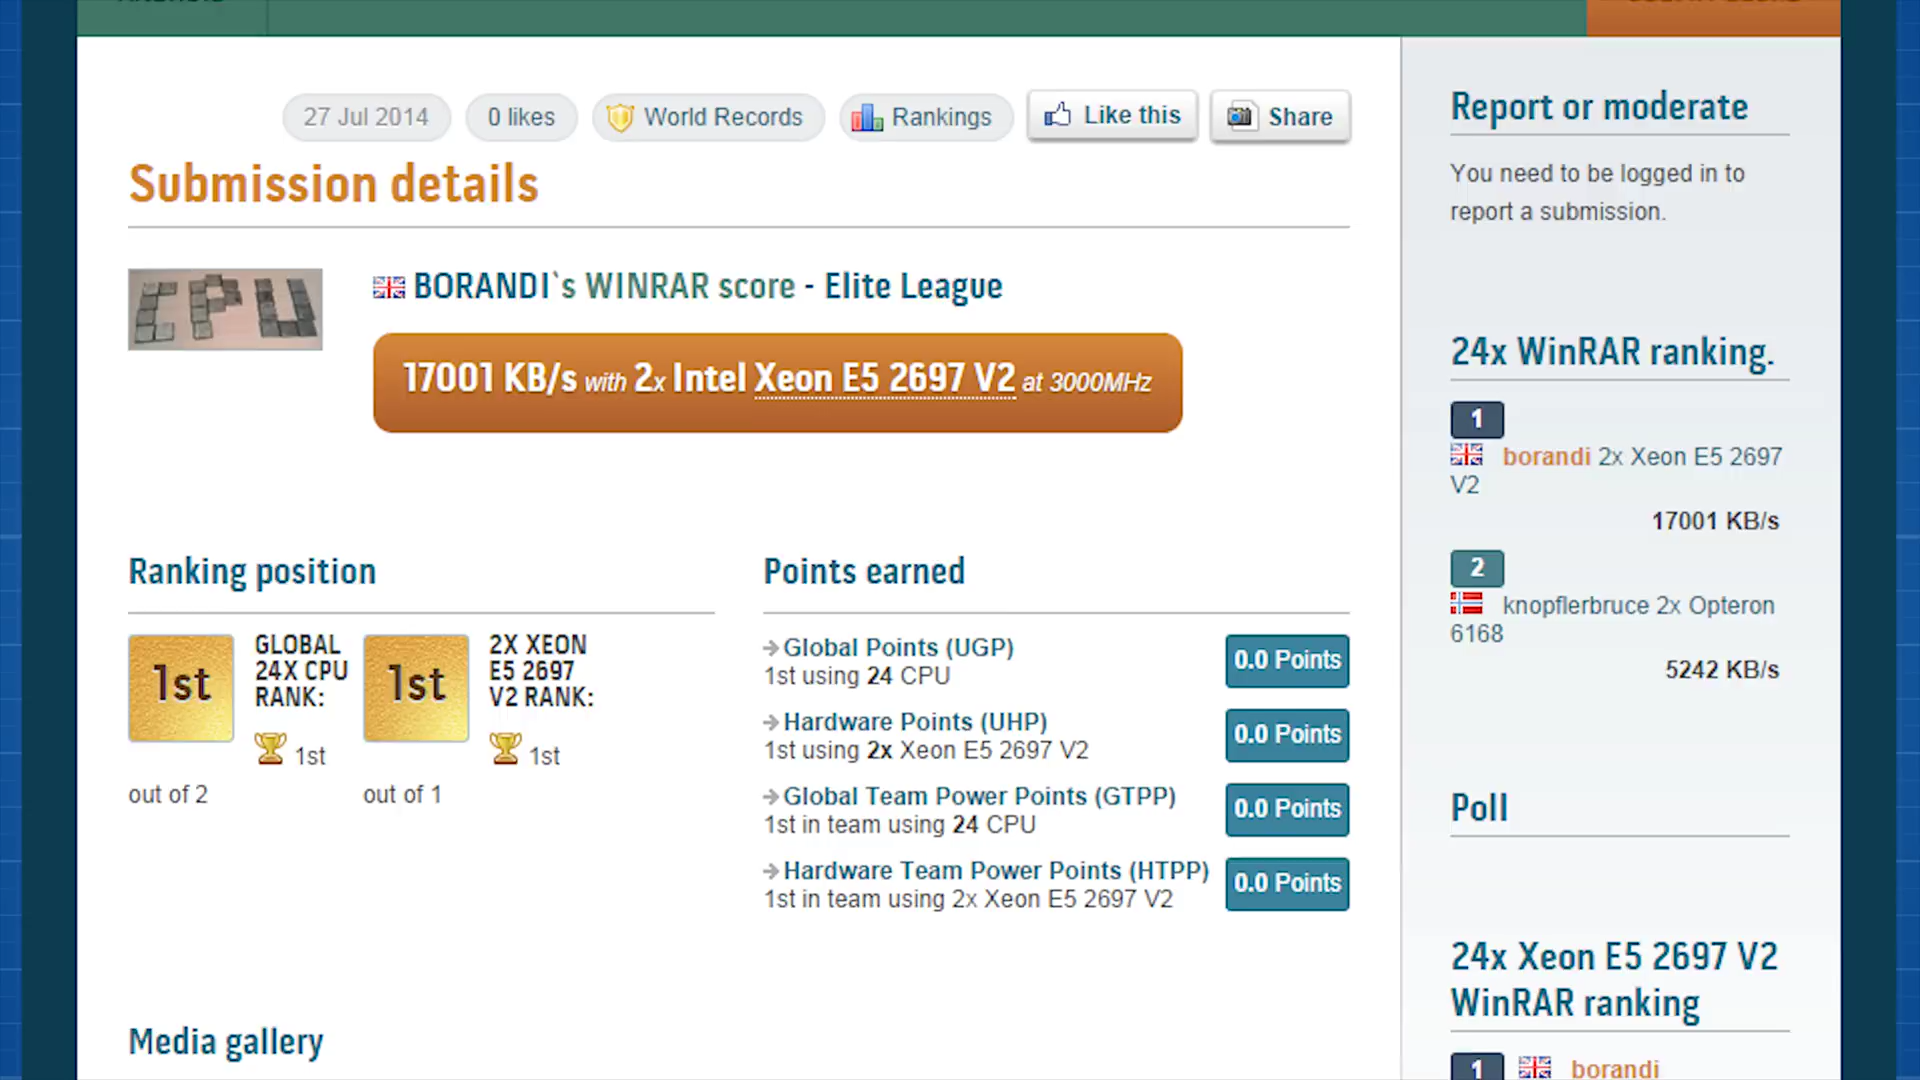 27 Jul 2014
0 likes
World Records
Rankings
Like this
Share
Submission details
CPU
BORANDI`s WINRAR score - Elite League
17001 KB/s with 2x Intel Xeon E5 2697 V2 at 3000MHz
Ranking position
1st
GLOBAL
24X CPU
RANK:
1st
out of 2
1st
2X XEON
E5 2697
V2 RANK:
1st
out of 1
Points earned
Global Points (UGP)
1st using 24 CPU
0.0 Points
Hardware Points (UHP)
1st using 2x Xeon E5 2697 V2
0.0 Points
Global Team Power Points (GTPP)
1st in team using 24 CPU
0.0 Points
Hardware Team Power Points (HTPP)
1st in team using 2x Xeon E5 2697 V2
0.0 Points
Media gallery
Report or moderate
You need to be logged in to
report a submission.
24x WinRAR ranking.
1
borandi 2x Xeon E5 2697
V2
17001 KB/s
2
knopflerbruce 2x Opteron
6168
5242 KB/s
Poll
24x Xeon E5 2697 V2
WinRAR ranking
1 borandi